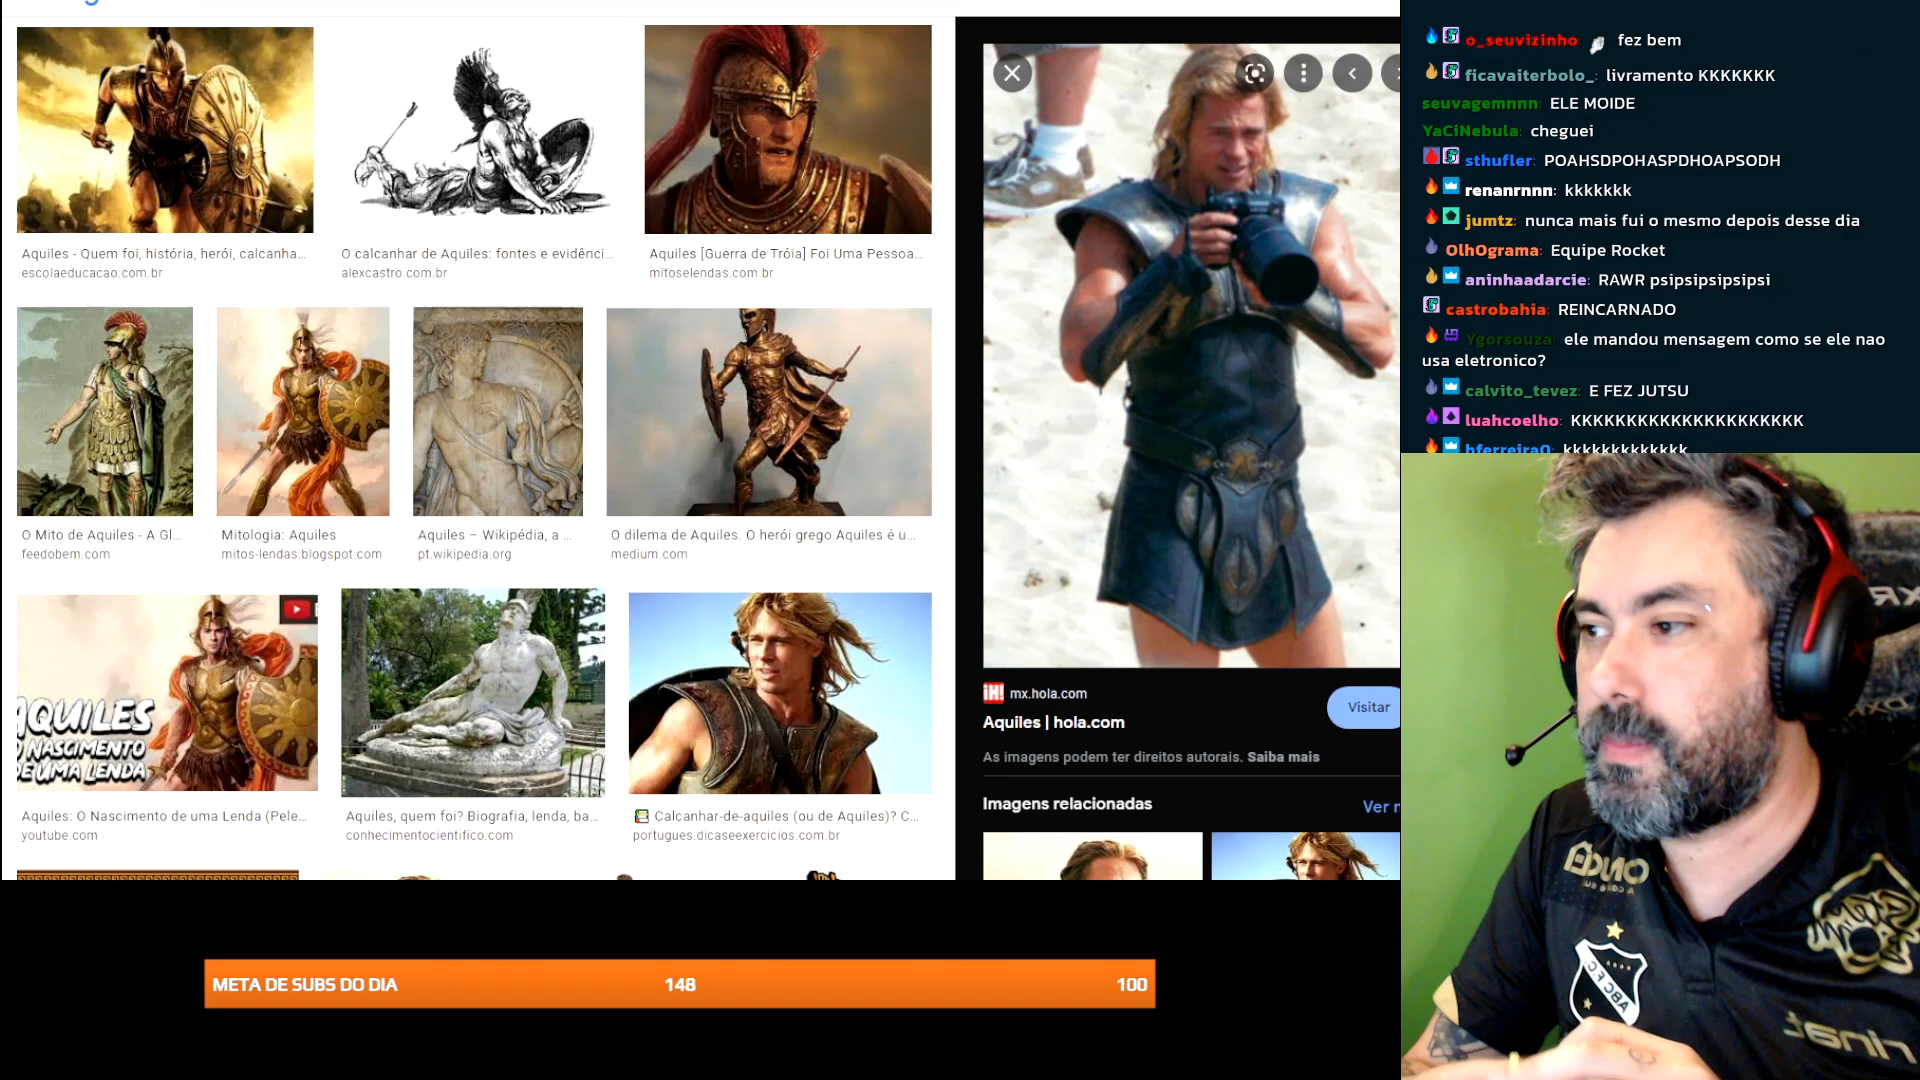 Aquiles - Quem foi, história, herói, calcanha...
escolaeducacao.com.br
O calcanhar de Aquiles: fontes e evidênci...
alexcastro.com.br
Aquiles [Guerra de Tróia] Foi Uma Pessoa...
mitoselendas.com.br
O Mito de Aquiles - A Gl...
feedobem.com
Mitologia: Aquiles
mitos-lendas.blogspot.com
Aquiles – Wikipédia, a ...
pt.wikipedia.org
O dilema de Aquiles. O herói grego Aquiles é u...
medium.com
AQUILES
O NASCIMENTO
DE UMA LENDA
Aquiles: O Nascimento de uma Lenda (Pele...
youtube.com
Aquiles, quem foi? Biografia, lenda, ba...
conhecimentocientifico.com
Calcanhar-de-aquiles (ou de Aquiles)? C...
portugues.dicaseexercicios.com.br
iH!
mx.hola.com
Aquiles | hola.com
Visitar
As imagens podem ter direitos autorais. Saiba mais
Imagens relacionadas
Ver
META DE SUBS DO DIA 148 100
o_seuvizinho: fez bem
ficavaiterbolo_: livramento KKKKKKK
seuvagemnnn: ELE MOIDE
YaCiNebula: cheguei
sthufler: POAHSDPOHASPDHOAPSODH
renanrnnn: kkkkkkk
jumtz: nunca mais fui o mesmo depois desse dia
OlhOgrama: Equipe Rocket
aninhaadarcie: RAWR psipsipsipsipsi
castrobahia: REINCARNADO
Ygorsouza: ele mandou mensagem como se ele nao
usa eletronico?
calvito_tevez: E FEZ JUTSU
luahcoelho: KKKKKKKKKKKKKKKKKKKKK
hferreira0: kkkkkkkkkkkkk
ABC F.C.